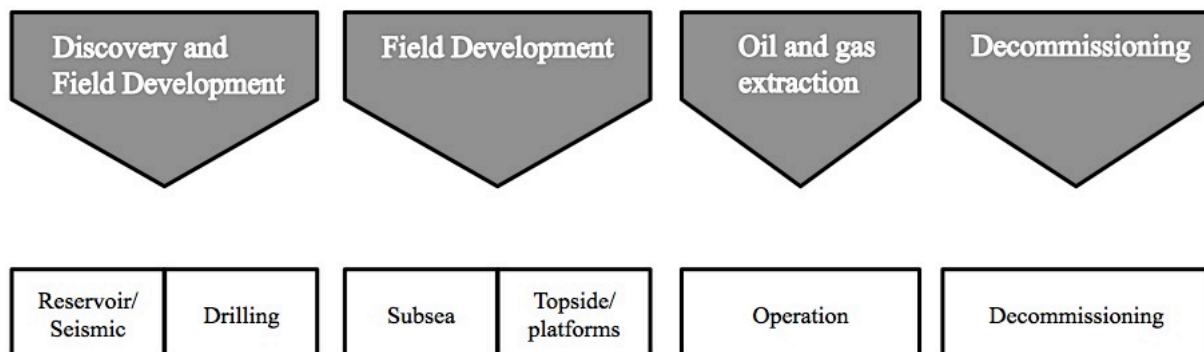 Discovery and
Field Development
Field Development
Oil and gas
extraction
Decommissioning
Reservoir/
Seismic
Drilling
Subsea
Topside/
platforms
Operation
Decommissioning